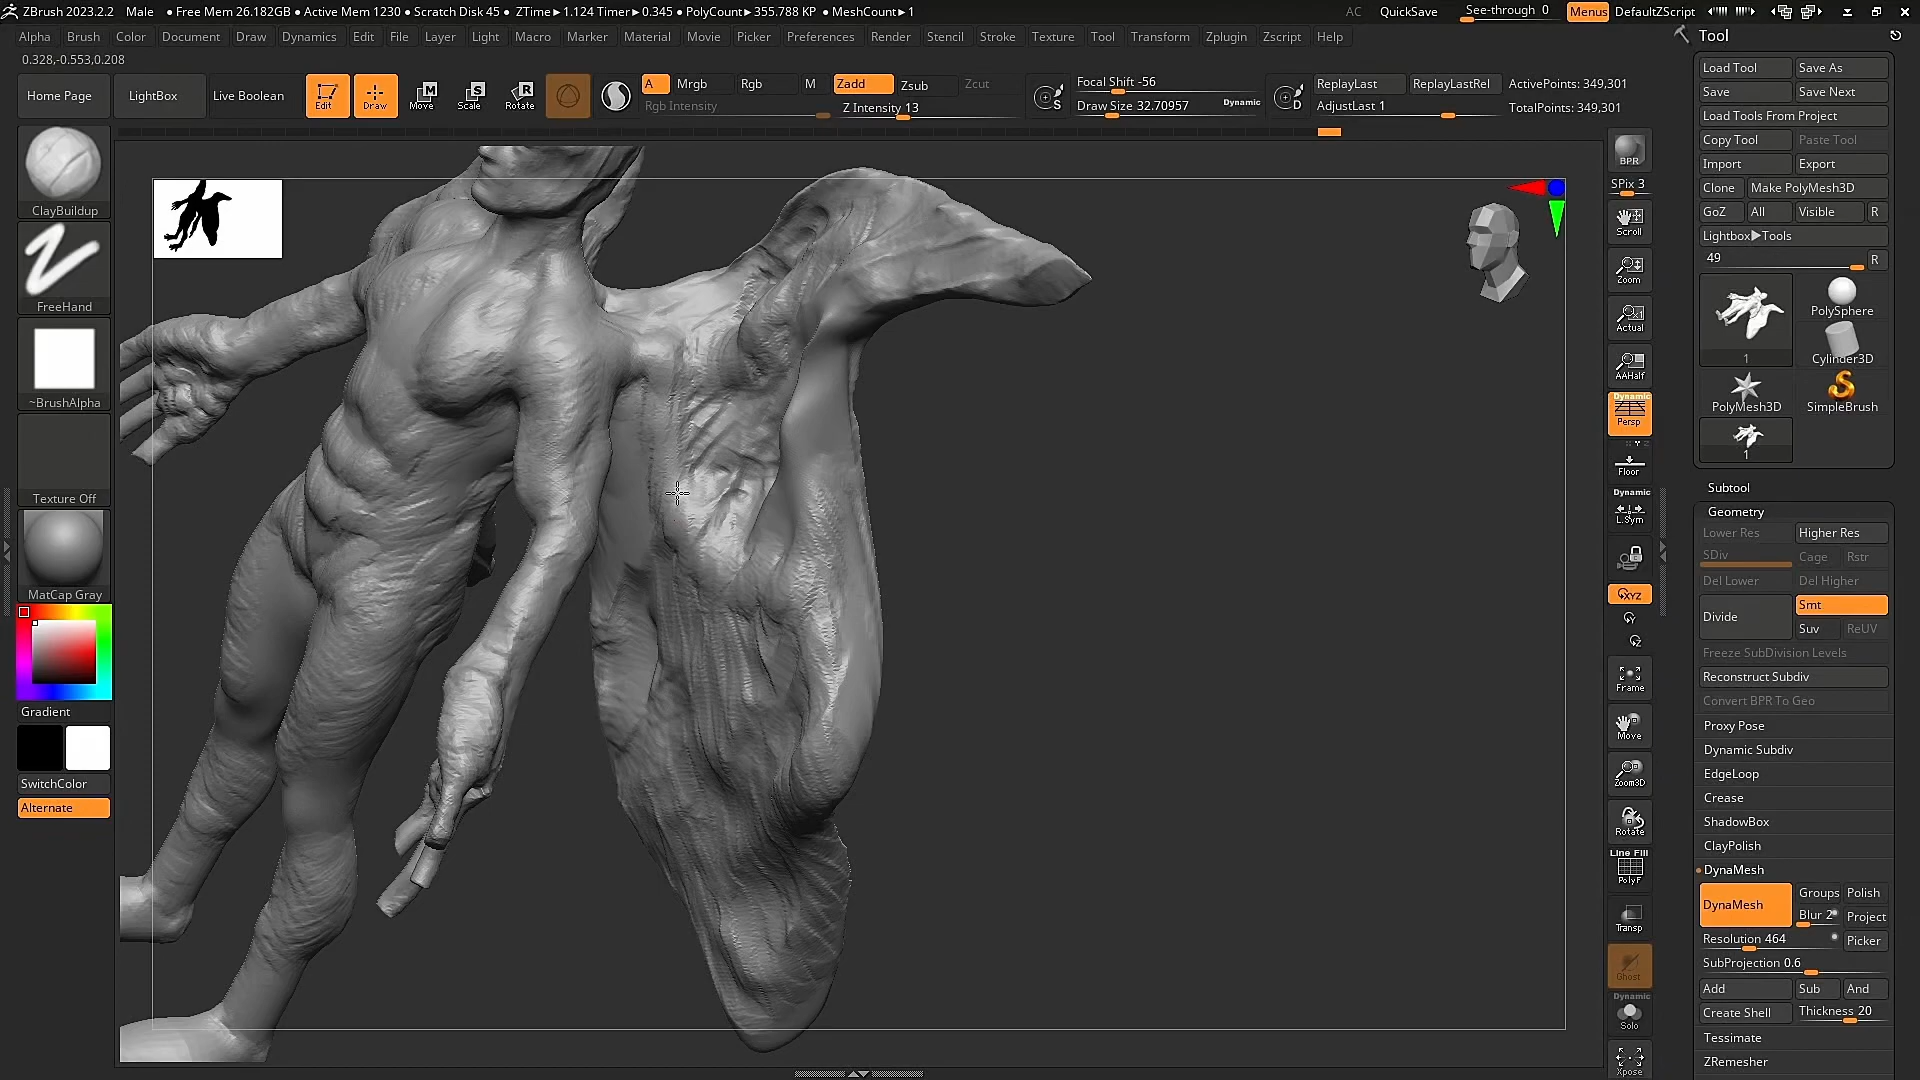 ZBrush 2023.2.2 Male • Free Mem 26.182GB • Active Mem 1230 • Scratch Disk 45 • ZTime▸1.124 Timer▸0.345 • PolyCount▸355.788 KP • MeshCount▸1
AC QuickSave See-through 0 Menus DefaultZScript
Alpha Brush Color Document Draw Dynamics Edit File Layer Light Macro Marker Material Movie Picker Preferences Render Stencil Stroke Texture Tool Transform Zplugin Zscript Help
Tool
0.328,-0.553,0.208
Home Page LightBox Live Boolean Edit Draw Move Scale Rotate
M S R
A Mrgb Rgb M Zadd Zsub Zcut
Rgb Intensity Z Intensity 13
S Focal Shift -56
Draw Size 32.70957 Dynamic
D ReplayLast ReplayLastRel ActivePoints: 349,301
AdjustLast 1 TotalPoints: 349,301
ClayBuildup
FreeHand
~BrushAlpha
Texture Off
MatCap Gray
Gradient
SwitchColor
Alternate
BPR
SPix 3
Scroll
Zoom
Actual
AAHalf
Dynamic
Persp
Floor
Dynamic
L.Sym
XYZ
Y
Z
Frame
Move
Zoom3D
Rotate
Line Fill
PolyF
Transp
Ghost
Dynamic
Solo
Xpose
Load Tool Save As
Save Save Next
Load Tools From Project
Copy Tool Paste Tool
Import Export
Clone Make PolyMesh3D
GoZ All Visible R
Lightbox▶Tools
49 R
1 PolySphere
Cylinder3D
PolyMesh3D SimpleBrush
1
Subtool
Geometry
Lower Res Higher Res
SDiv Cage Rstr
Del Lower Del Higher
Divide Smt
Suv ReUV
Freeze SubDivision Levels
Reconstruct Subdiv
Convert BPR To Geo
Proxy Pose
Dynamic Subdiv
EdgeLoop
Crease
ShadowBox
ClayPolish
DynaMesh
DynaMesh Groups Polish
Blur 2 Project
Resolution 464 Picker
SubProjection 0.6
Add Sub And
Create Shell Thickness 20
Tessimate
ZRemesher